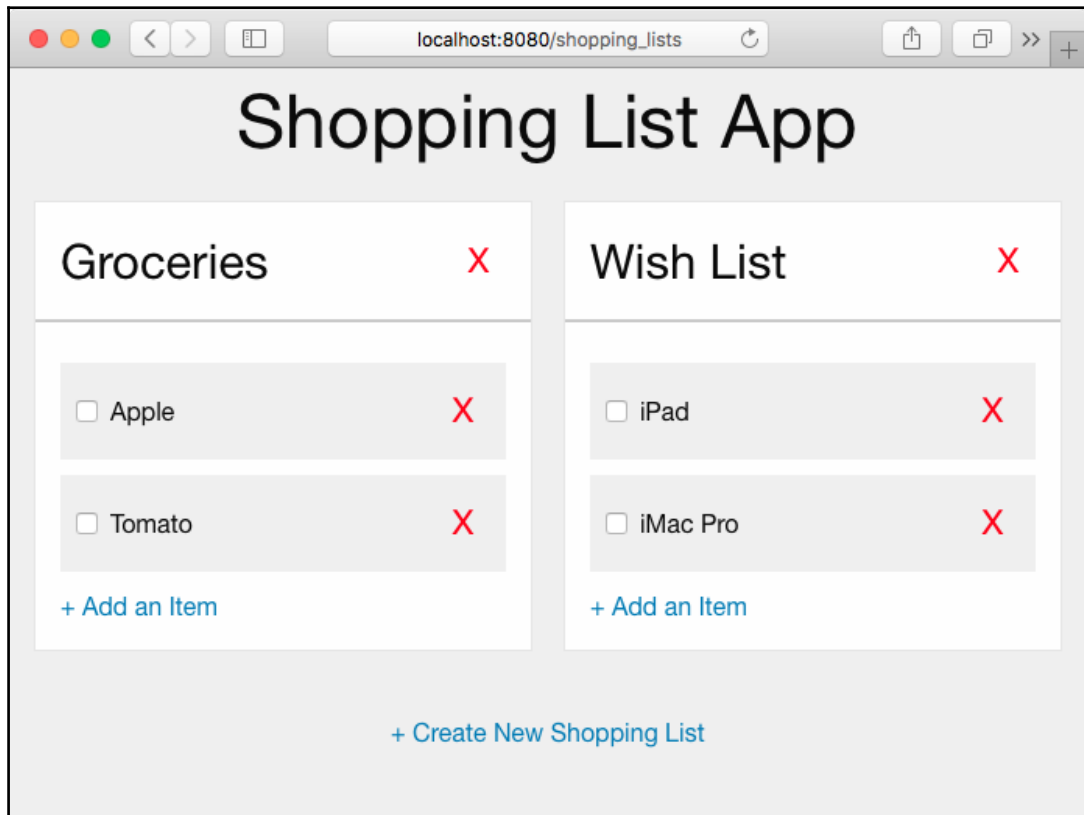 localhost:8080/shopping_lists
Shopping List App
Groceries X
Apple X
Tomato X
+ Add an Item
Wish List X
iPad X
iMac Pro X
+ Add an Item
+ Create New Shopping List